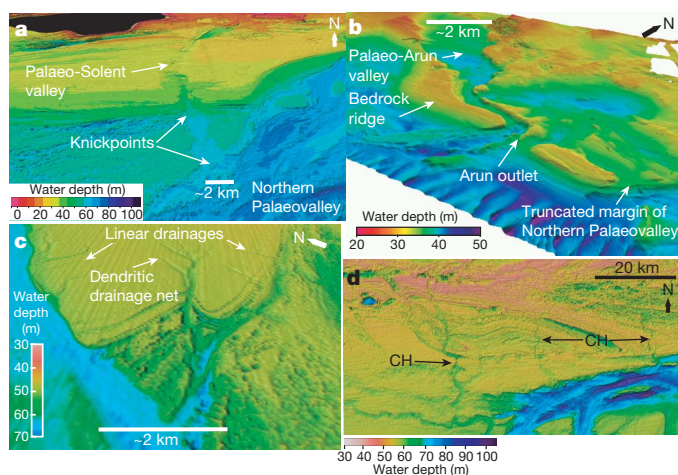 a
N
Palaeo-Solent
valley
Knickpoints
~2 km
Northern
Palaeovalley
Water depth (m)
0 20 40 60 80 100
b
~2 km
N
Palaeo-Arun
valley
Bedrock
ridge
Arun outlet
Truncated margin of
Northern Palaeovalley
Water depth (m)
20 30 40 50
c
Linear drainages
N
Dendritic
drainage net
Water
depth
(m)
30
40
50
60
70
~2 km
d
20 km
N
CH
CH
30 40 50 60 70 80 90 100
Water depth (m)